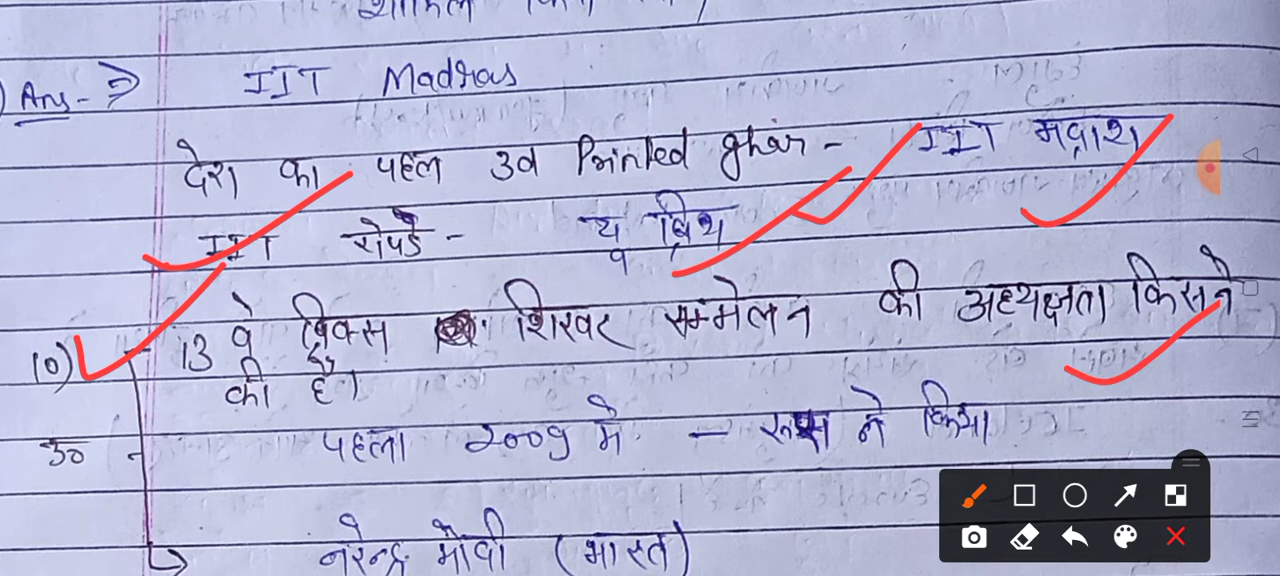 शामिल
Ans - ⇒ IIT Madras
देश का पहल 3d Printed ghar - IIT मद्राश
IIT रोपडे - यू ब्रिथ
10) 13 वे ब्रिक्स शिखर सम्मेलन की अध्यक्षता किसने
की है।
उ० - पहला 2009 मे - रूस ने किया
↳ नरेन्द्र मोदी (भारत)